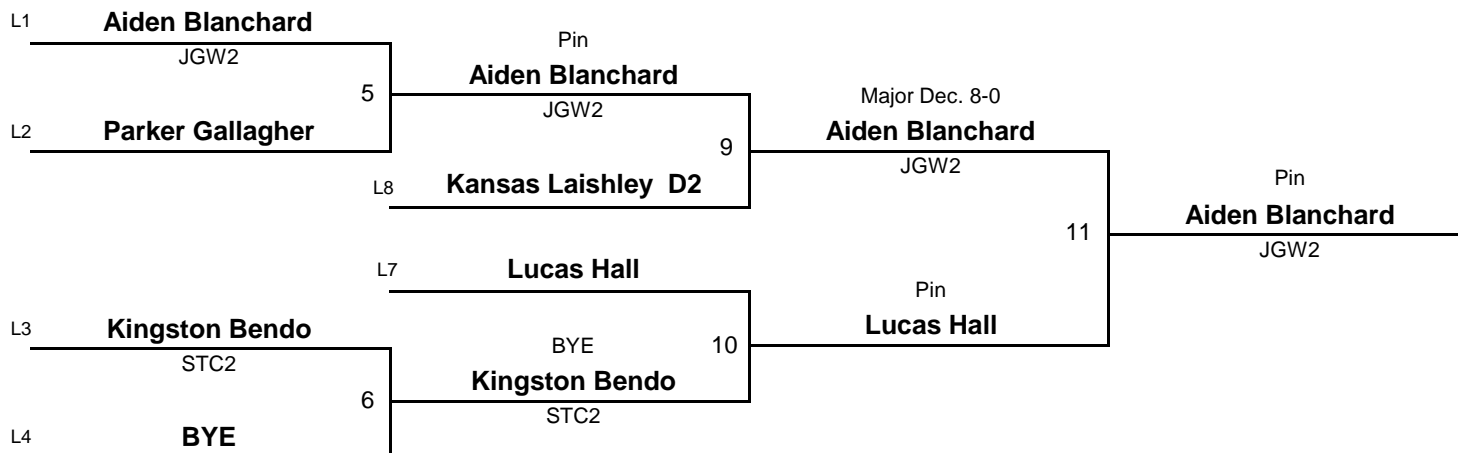 L1 Aiden Blanchard
JGW2
Pin
5 Aiden Blanchard
JGW2
L2 Parker Gallagher
Major Dec. 8-0
9 Aiden Blanchard
JGW2
L8 Kansas Laishley D2
Pin
11 Aiden Blanchard
JGW2
L7 Lucas Hall
Pin
10 Lucas Hall
L3 Kingston Bendo
STC2
BYE
6 Kingston Bendo
STC2
L4 BYE